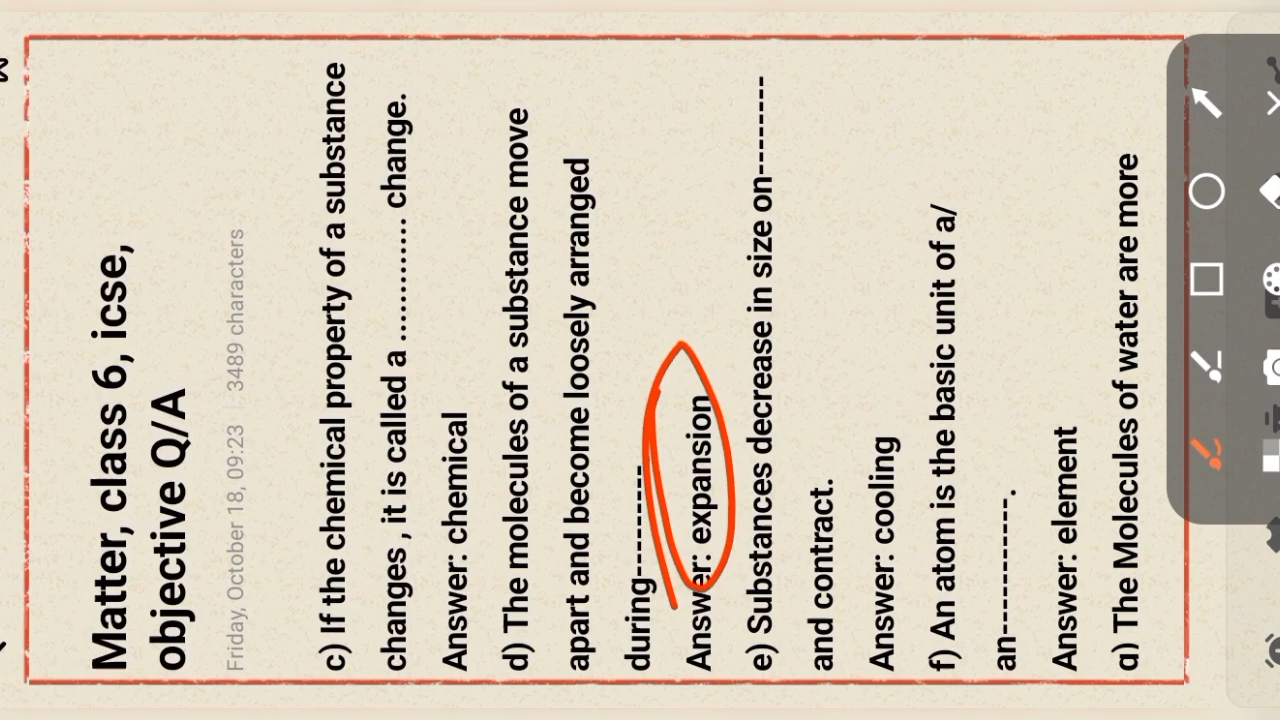 Matter, class 6, icse,
objective Q/A
Friday, October 18, 09:23 | 3489 characters
c) If the chemical property of a substance
changes , it is called a ............. change.
Answer: chemical
d) The molecules of a substance move
apart and become loosely arranged
during-----------
Answer: expansion
e) Substances decrease in size on----------
and contract.
Answer: cooling
f) An atom is the basic unit of a/
an-------------.
Answer: element
g) The Molecules of water are more